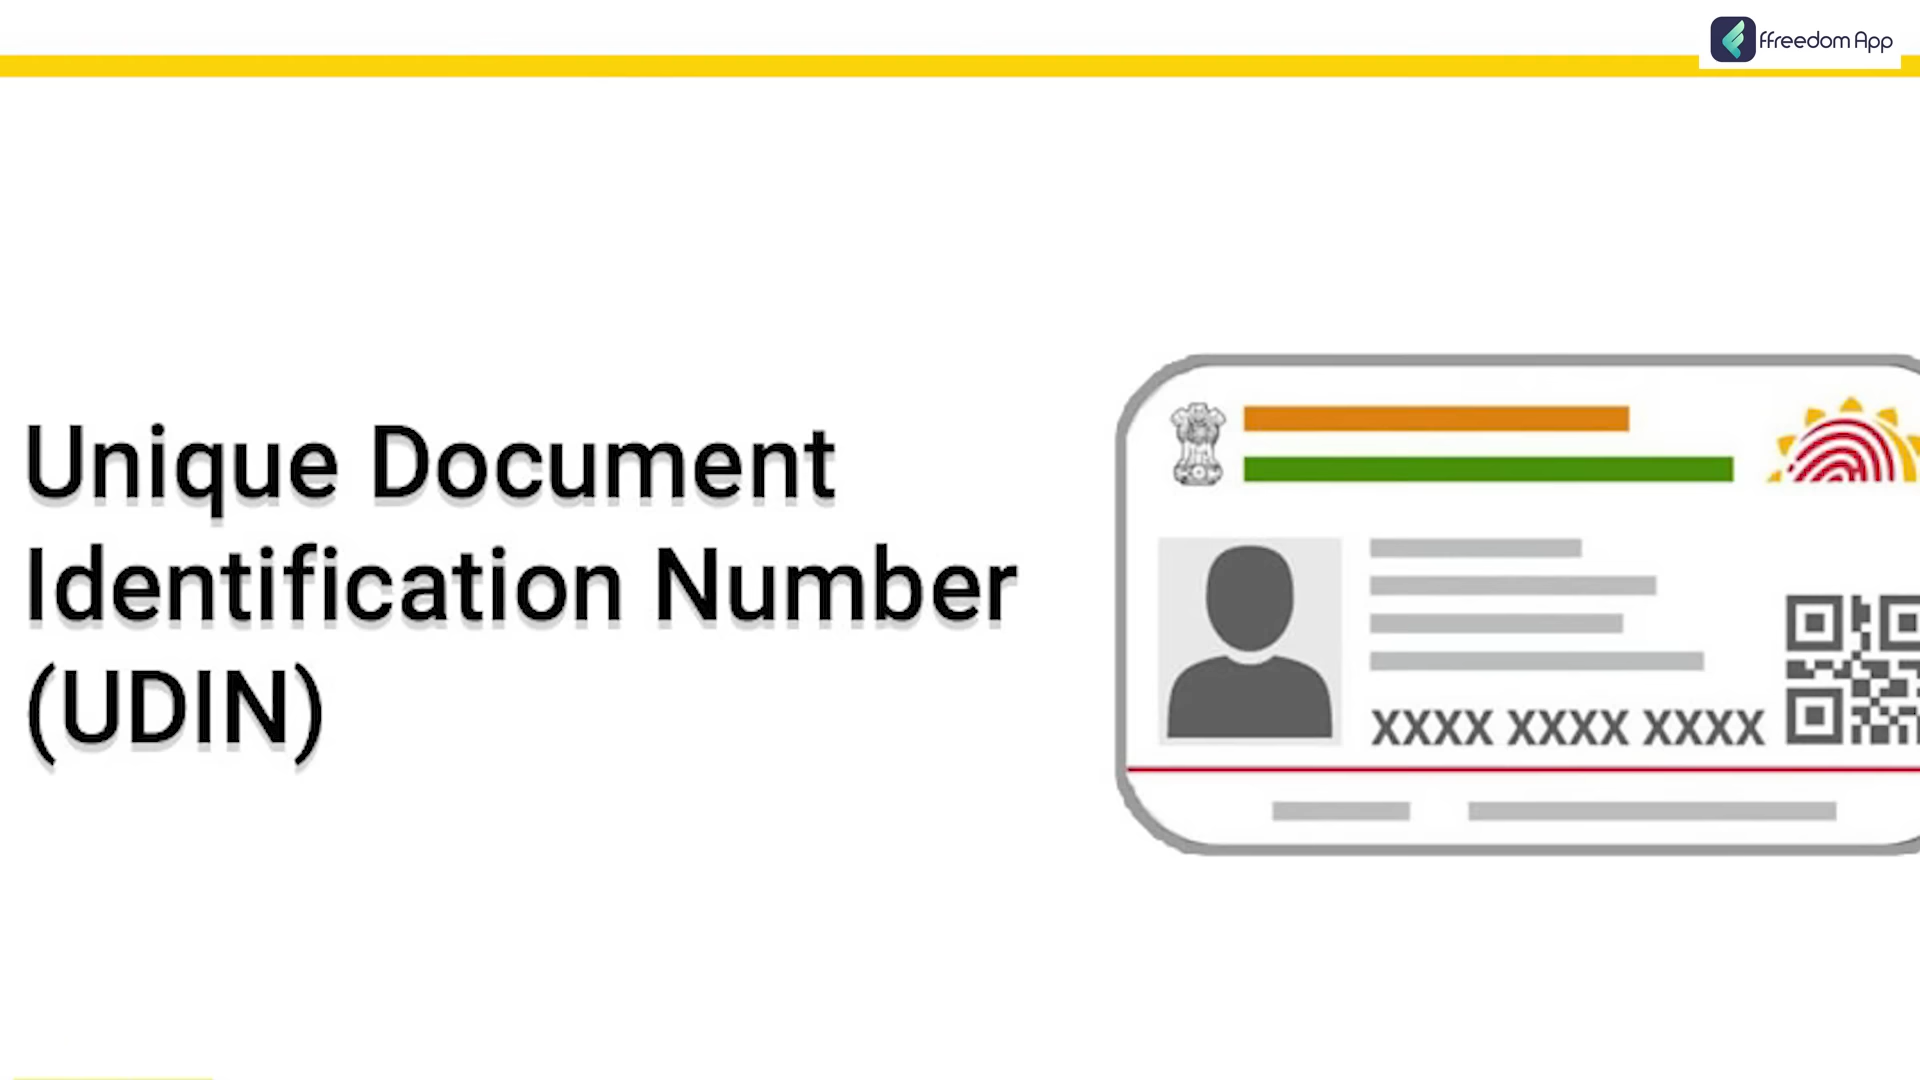 ffreedom App
Unique Document
Identification Number
(UDIN)
XXXX XXXX XXXX